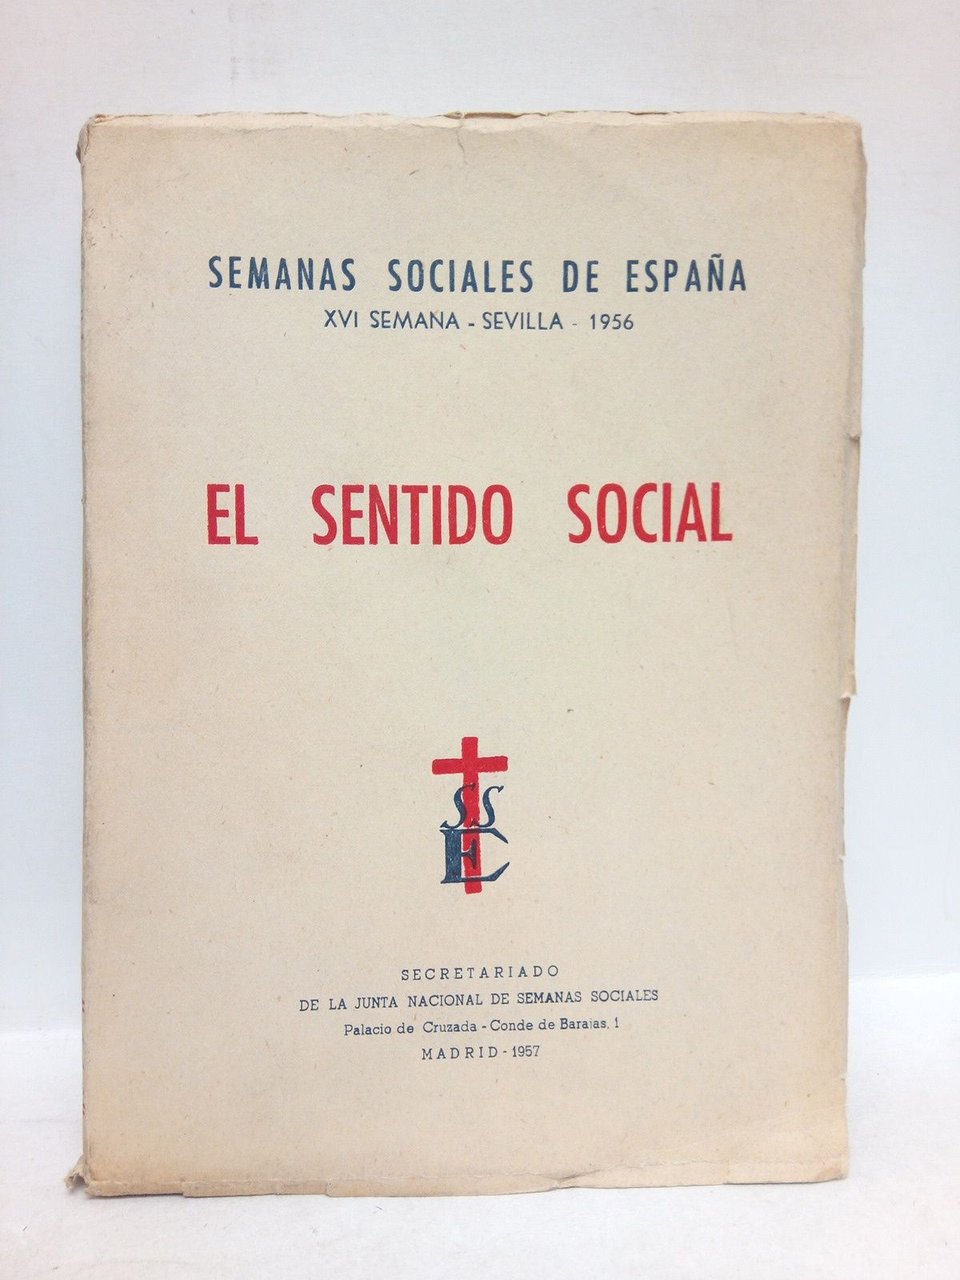 SEMANAS SOCIALES DE ESPAÑA
XVI SEMANA - SEVILLA - 1956
EL SENTIDO SOCIAL
SS
E
SECRETARIADO
DE LA JUNTA NACIONAL DE SEMANAS SOCIALES
Palacio de Cruzada - Conde de Barajas, 1
MADRID - 1957